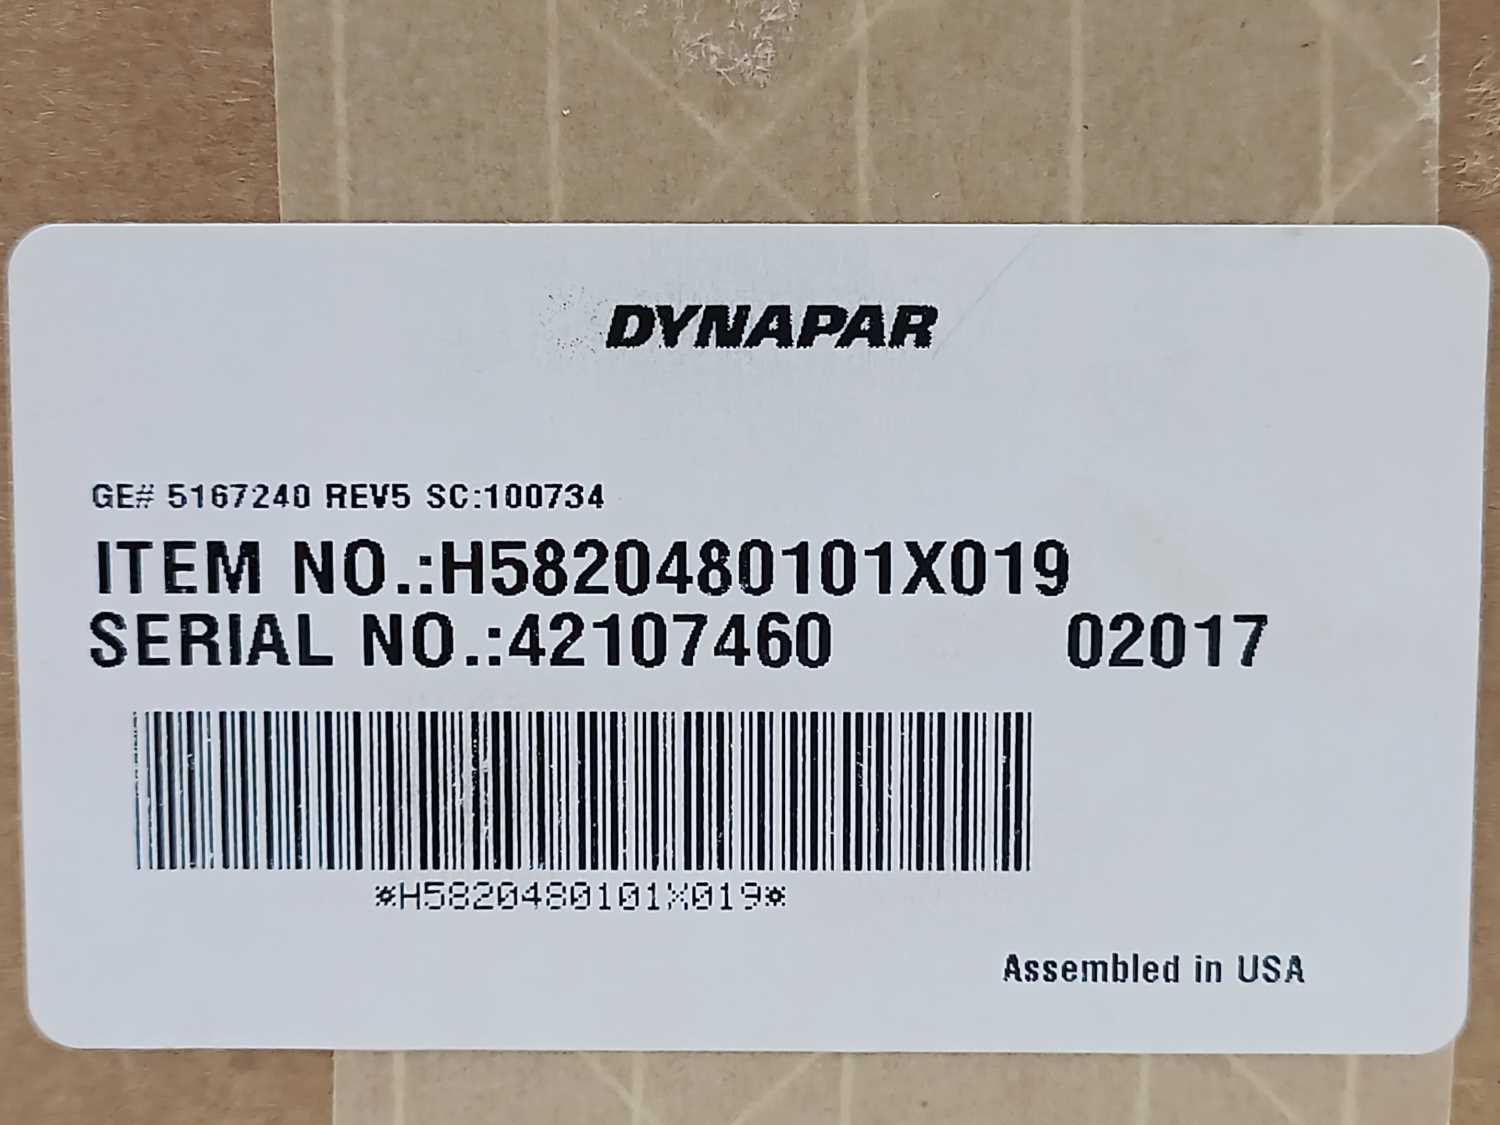 DYNAPAR
GE# 5167240 REV5 SC:100734
ITEM NO.:H5820480101X019
SERIAL NO.:42107460 02017
*H5820480101X019*
Assembled in USA